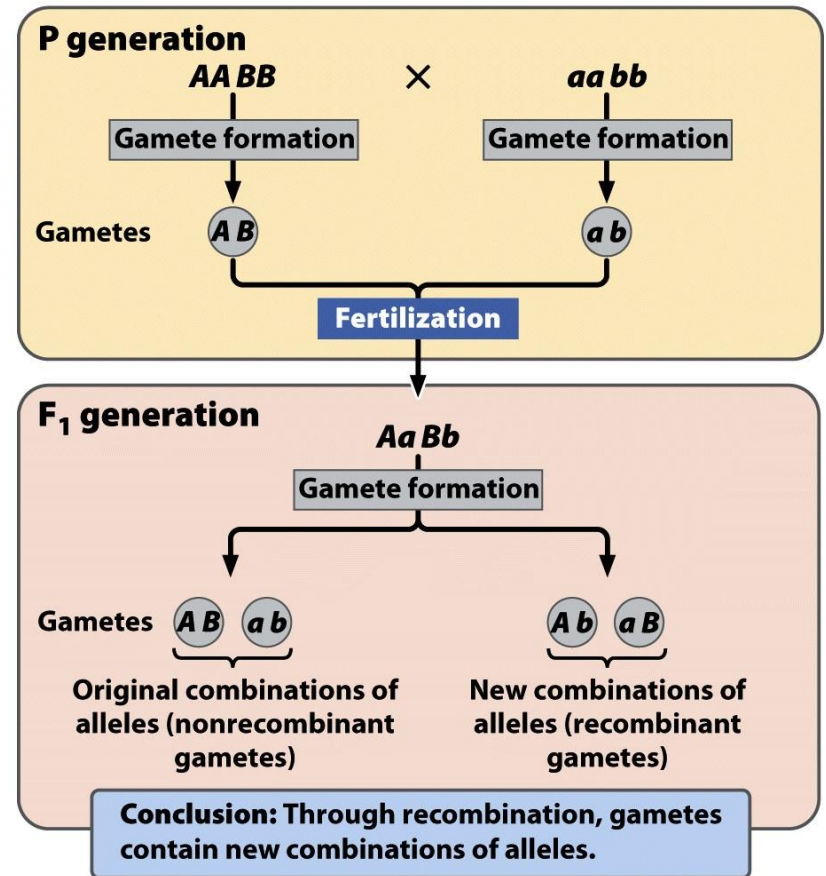 P generation
AA BB × aa bb
Gamete formation Gamete formation
Gametes A B a b
Fertilization
F₁ generation
Aa Bb
Gamete formation
Gametes A B a b A b a B
Original combinations of New combinations of
alleles (nonrecombinant alleles (recombinant
gametes) gametes)
Conclusion: Through recombination, gametes
contain new combinations of alleles.